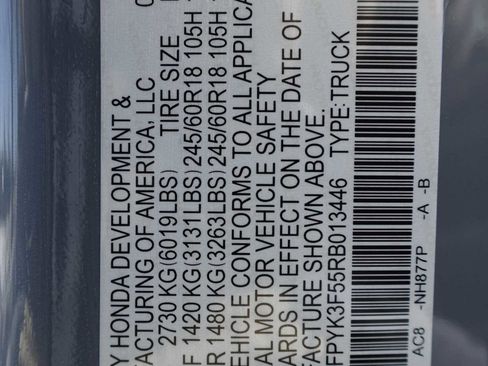 Y HONDA DEVELOPMENT &
FACTURING OF AMERICA, LLC
2730 KG(6019LBS) TIRE SIZE
F 1420 KG(3131LBS)245/60R18 105H
R 1480 KG(3263LBS)245/60R18 105H
VEHICLE CONFORMS TO ALL APPLICA
AL MOTOR VEHICLE SAFETY
ARDS IN EFFECT ON THE DATE OF
FACTURE SHOWN ABOVE.
FPYK3F55RB013446 TYPE:TRUCK
AC8 -NH877P -A -B